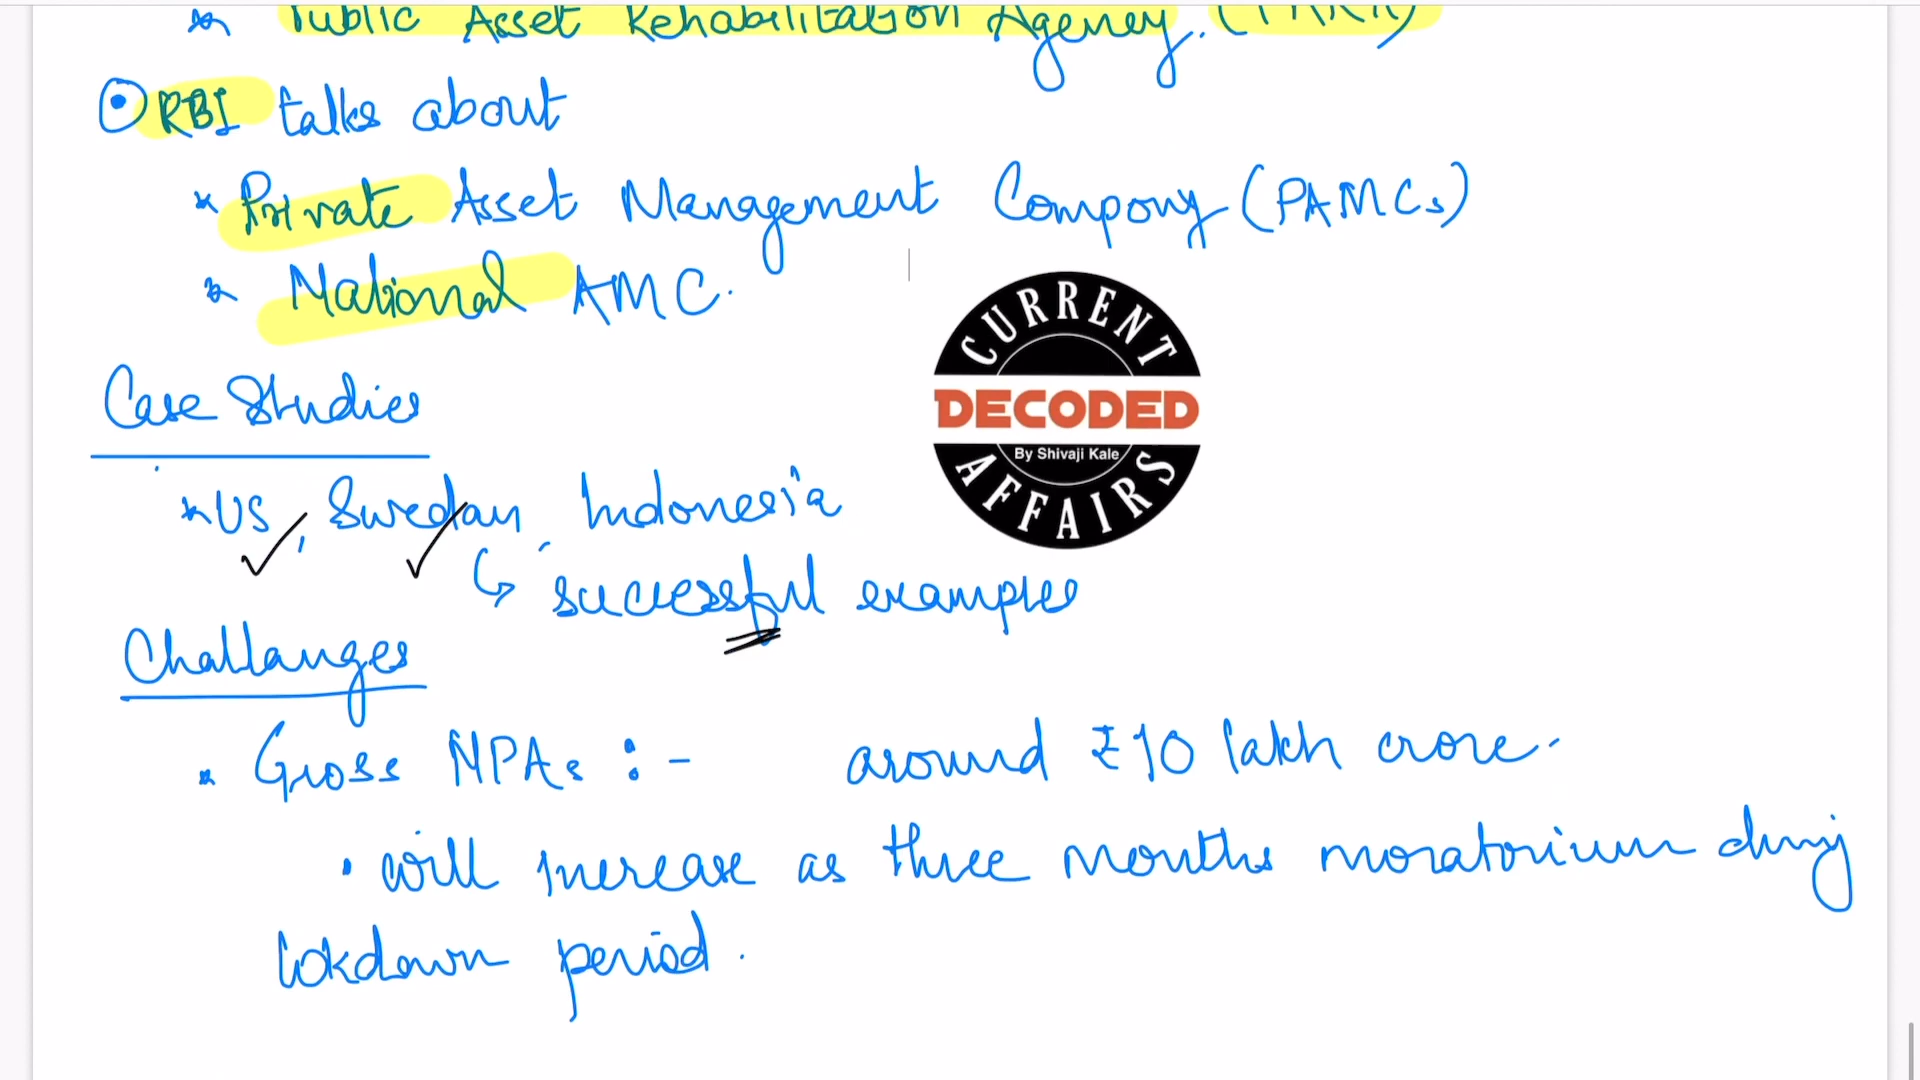 * Public Asset Rehabilitation Agency. (PARA)
RBI talks about
* Private Asset Management Company (PAMCs)
* National AMC.
Case Studies
* US, Swedan, Indonesia
↳ successful examples
Challanges
Gross NPAs :- around ₹10 lakh crore.
• will increase as three months moratorium during
lokdown period.
CURRENT
DECODED
By Shivaji Kale
AFFAIRS